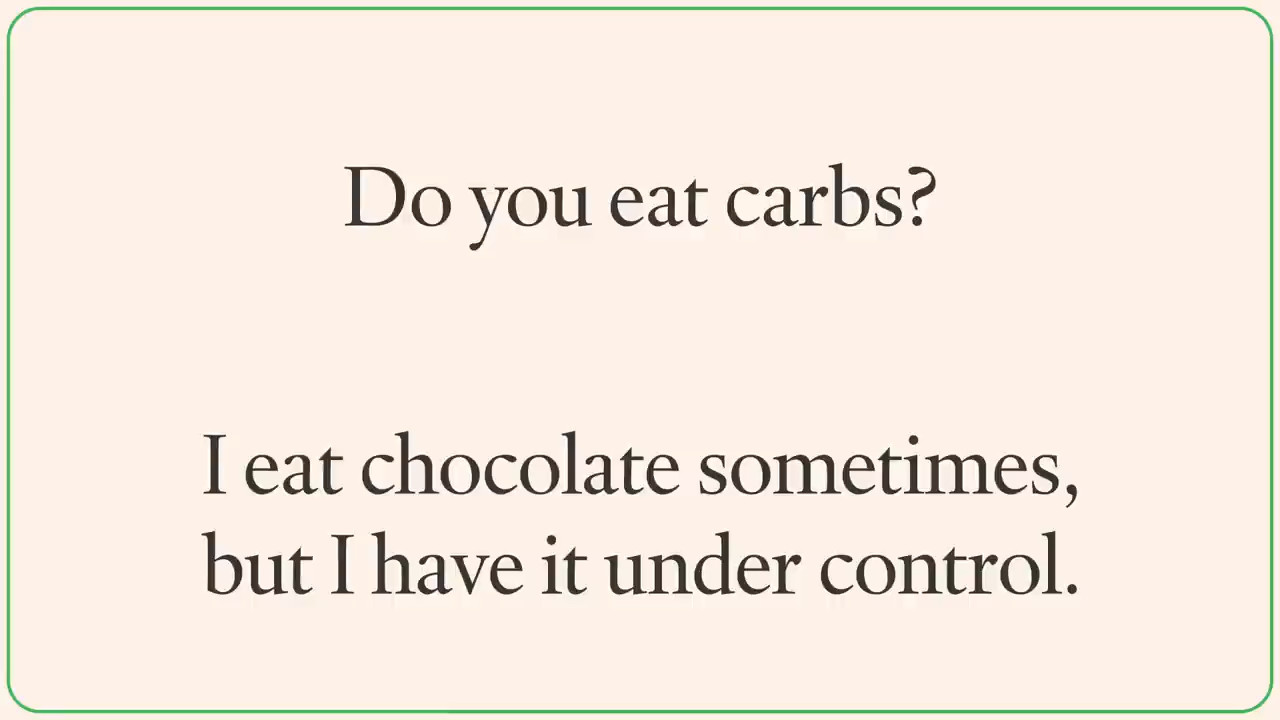 Do you eat carbs?
I eat chocolate sometimes,
but I have it under control.